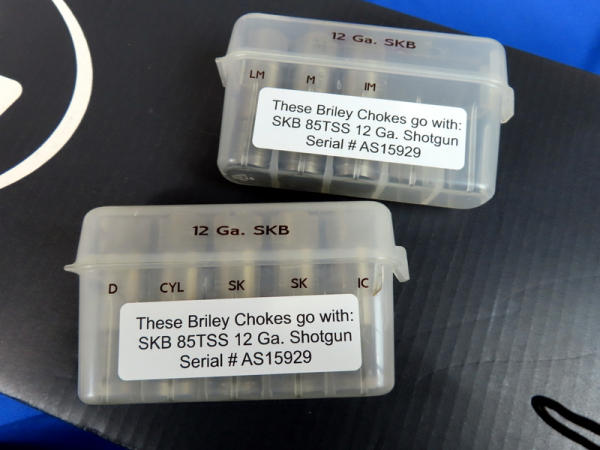 12 Ga. SKB
LM M IM
These Briley Chokes go with:
SKB 85TSS 12 Ga. Shotgun
Serial # AS15929
12 Ga. SKB
D CYL SK SK IC
These Briley Chokes go with:
SKB 85TSS 12 Ga. Shotgun
Serial # AS15929